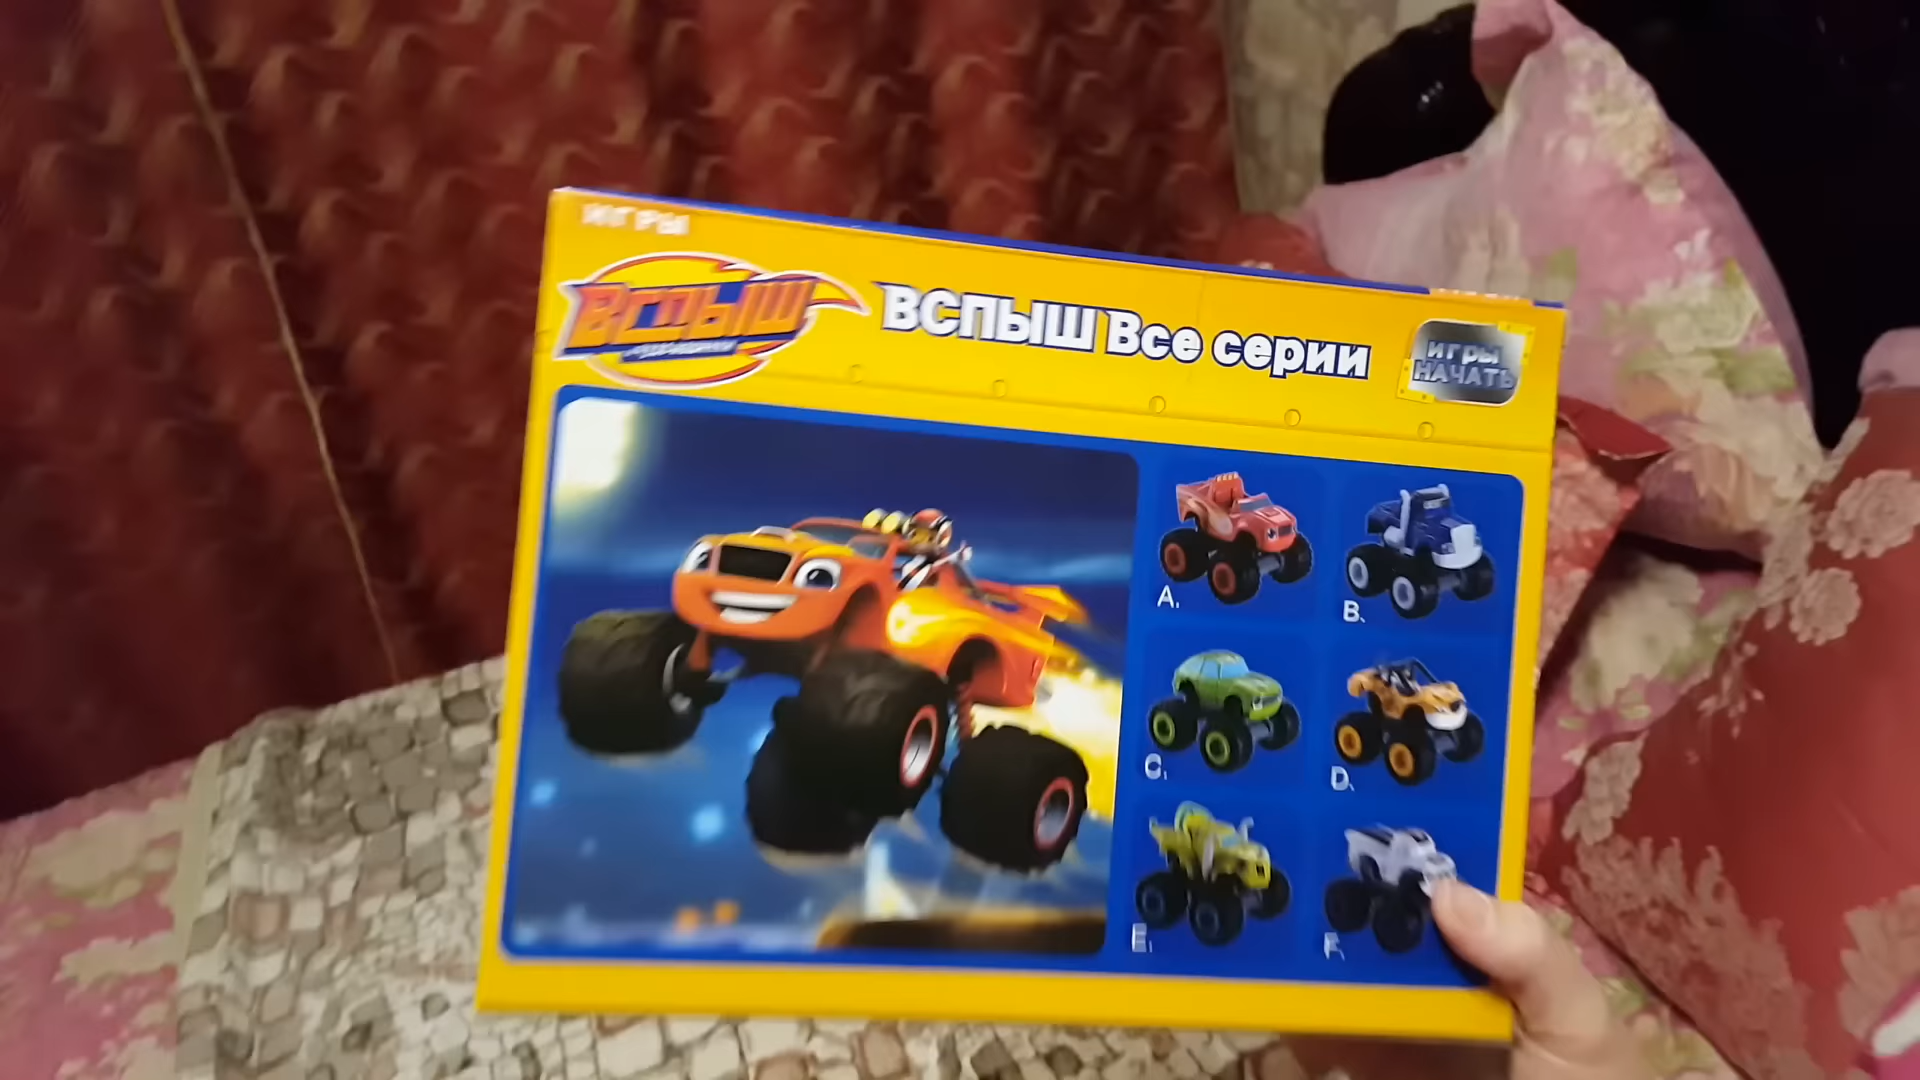 ИГРЫ
ВСПЫШ
ВСПЫШ Все серии
ИГРЫ
НАЧАТЬ
A.
B.
C.
D.
E.
F.